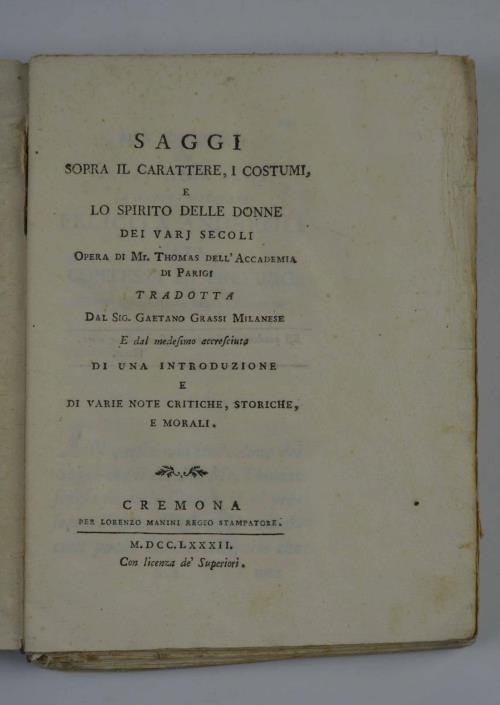 SAGGI
SOPRA IL CARATTERE, I COSTUMI,
E
LO SPIRITO DELLE DONNE
DEI VARJ SECOLI
OPERA DI MR. THOMAS DELL'ACCADEMIA
DI PARIGI
TRADOTTA
DAL SIG. GAETANO GRASSI MILANESE
E dal medesimo accresciuta
DI UNA INTRODUZIONE
E
DI VARIE NOTE CRITICHE, STORICHE,
E MORALI.
CREMONA
PER LORENZO MANINI REGIO STAMPATORE.
M.DCC.LXXXII.
Con licenza de' Superiori.